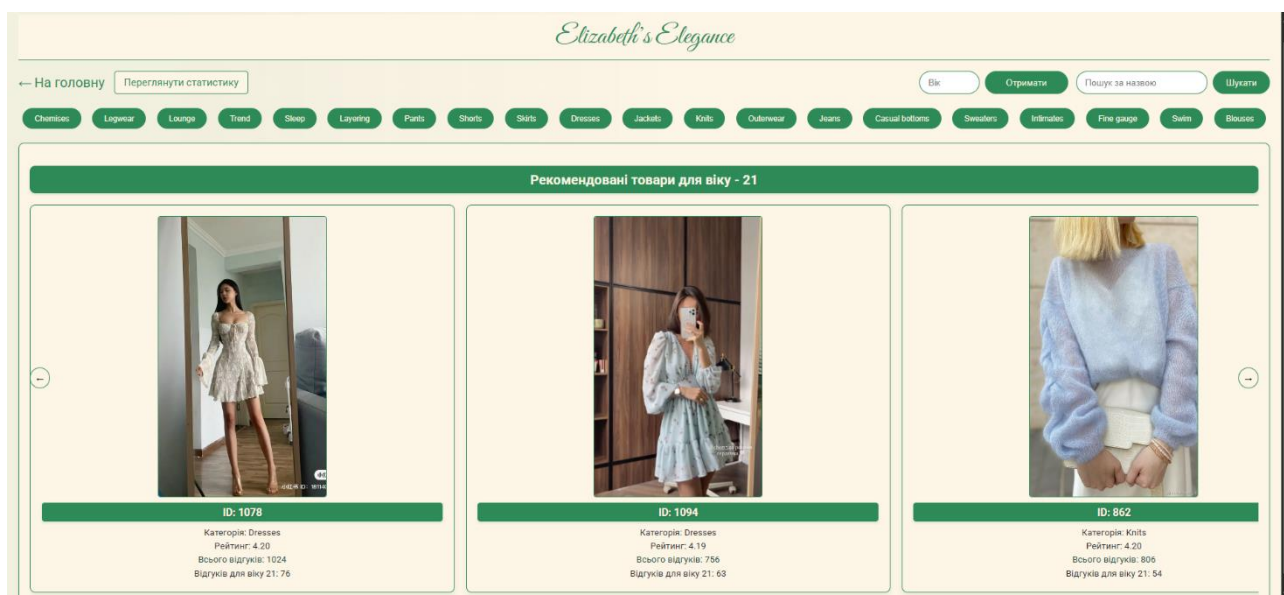 Elizabeth's Elegance
← На головну Переглянути статистику Вік Отримати Пошук за назвою Шукати
Chemises Legwear Lounge Trend Sleep Layering Pants Shorts Skirts Dresses Jackets Knits Outerwear Jeans Casual bottoms Sweaters Intimates Fine gauge Swim Blouses
Рекомендовані товари для віку - 21
← →
ID: 1078 ID: 1094 ID: 862
Категорія: Dresses Категорія: Dresses Категорія: Knits
Рейтинг: 4.20 Рейтинг: 4.19 Рейтинг: 4.20
Всього відгуків: 1024 Всього відгуків: 756 Всього відгуків: 806
Відгуків для віку 21: 76 Відгуків для віку 21: 63 Відгуків для віку 21: 54